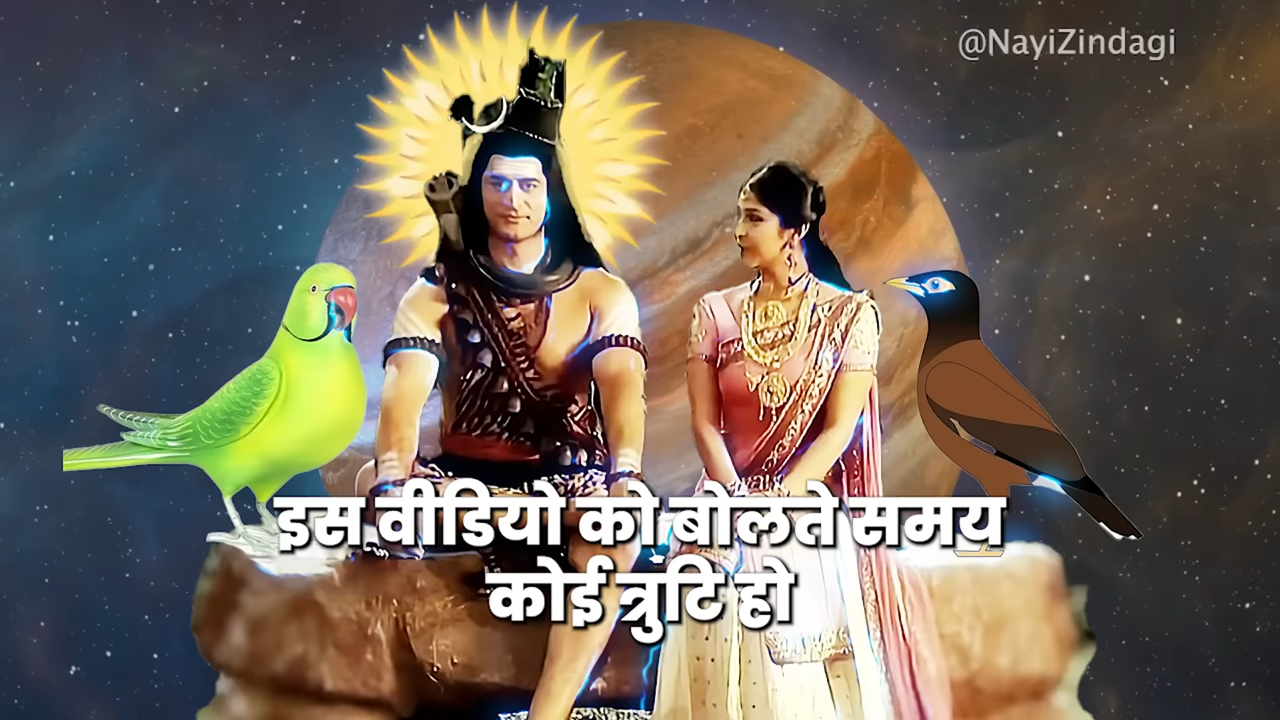 @NayiZindagi
इस वीडियो को बोलते समय
कोई त्रुटि हो